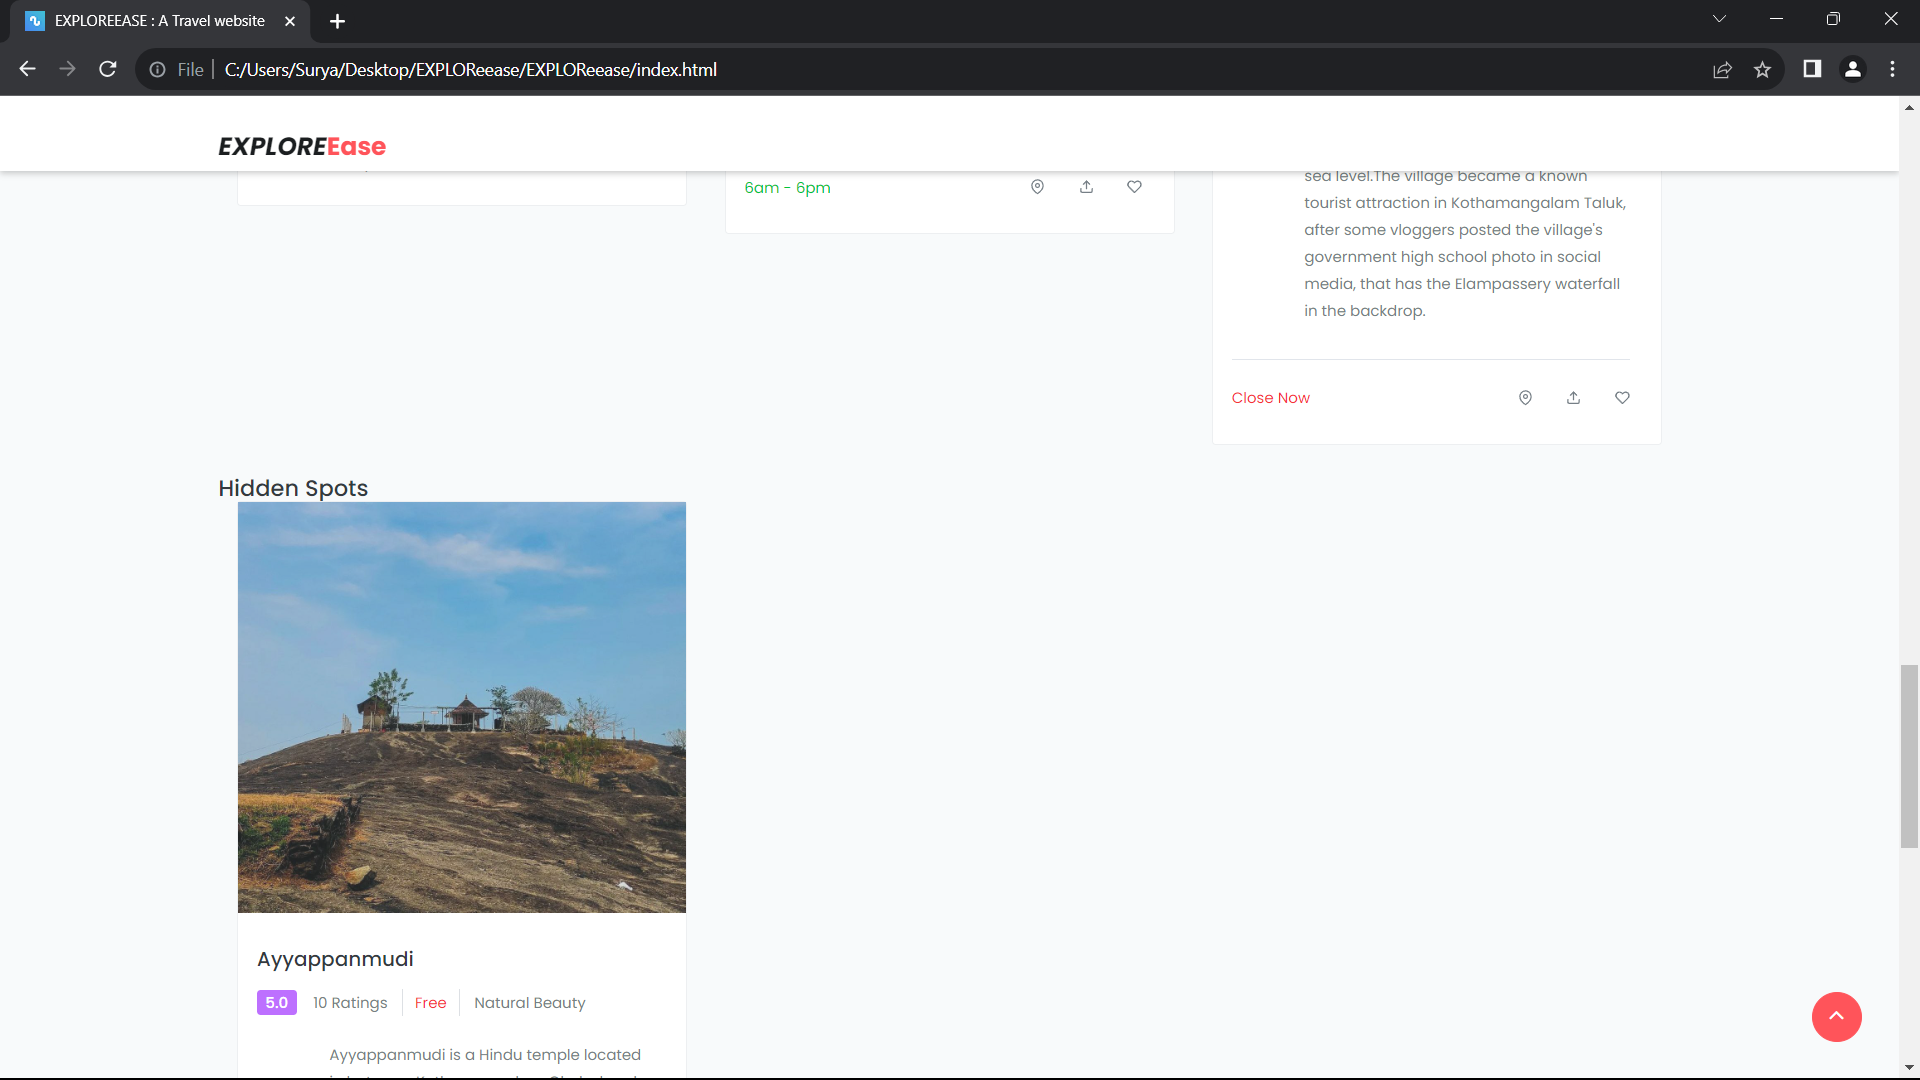 EXPLOREEASE : A Travel website
File
C:/Users/Surya/Desktop/EXPLOReease/EXPLOReease/index.html
EXPLOREEase
6am - 6pm
sea level.The village became a known
tourist attraction in Kothamangalam Taluk,
after some vloggers posted the village's
government high school photo in social
media, that has the Elampassery waterfall
in the backdrop.
Close Now
Hidden Spots
Ayyappanmudi
5.0 10 Ratings Free Natural Beauty
Ayyappanmudi is a Hindu temple located